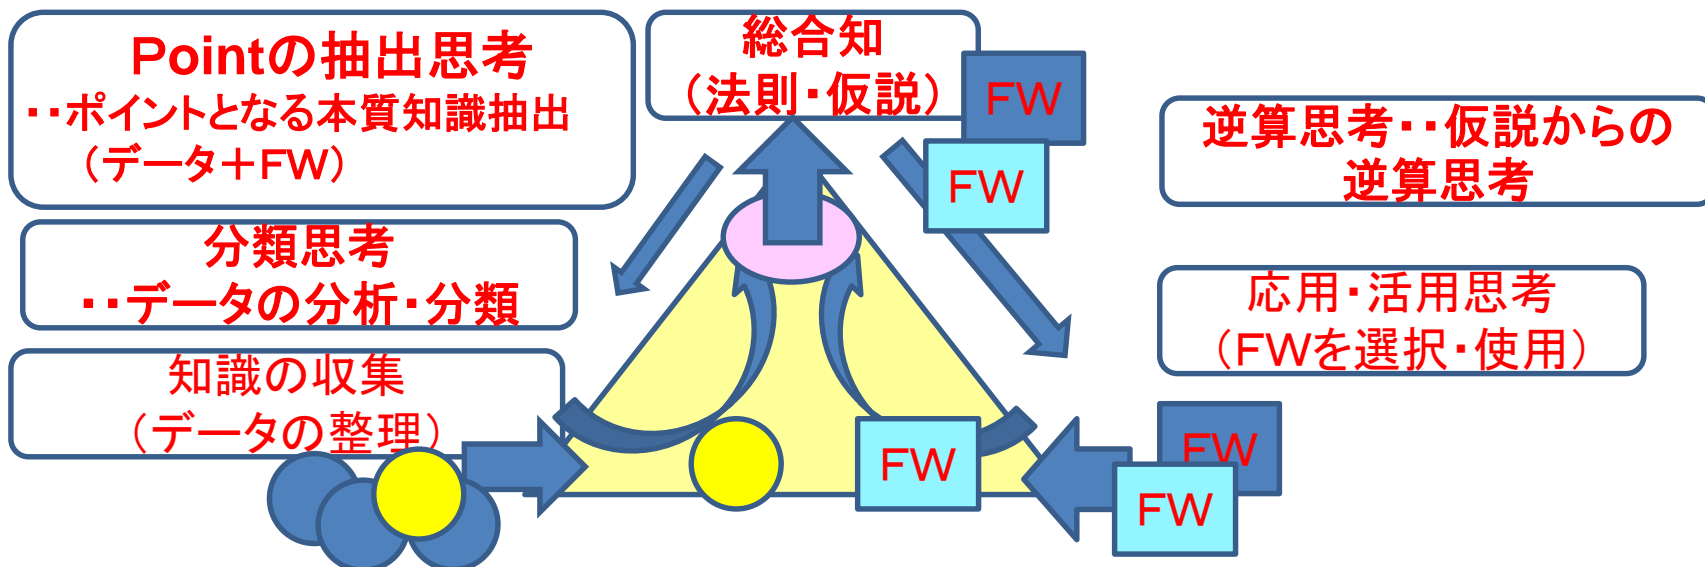 Pointの抽出思考
‥ポイントとなる本質知識抽出
（データ＋FW）
総合知
（法則・仮説）
FW
FW
逆算思考‥仮説からの
逆算思考
分類思考
‥データの分析・分類
応用・活用思考
（FWを選択・使用）
知識の収集
（データの整理）
FW
FW
FW